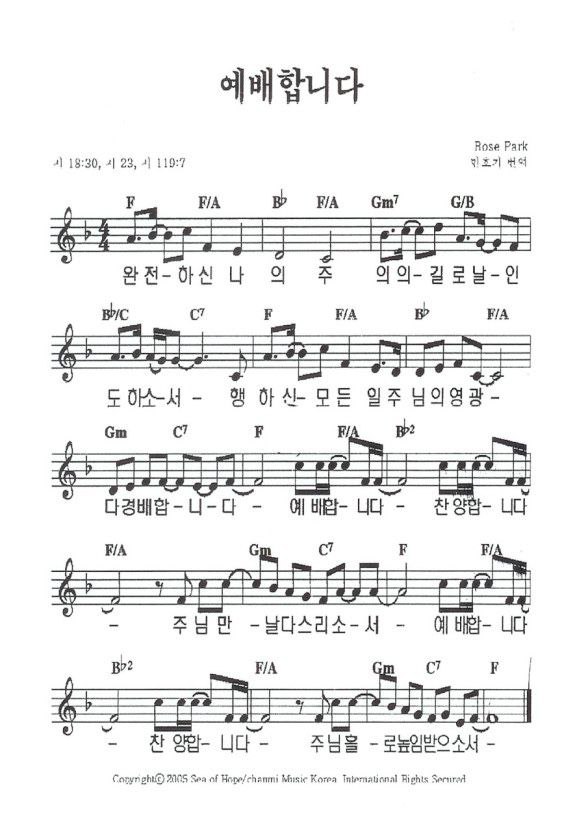 예배합니다
Rose Park
시 18:30, 시 23, 시 119:7
민호기 번역
F F/A B♭ F/A Gm7 G/B
4 4
완전-하신 나 의 주 의의-길로날-인
B♭/C C7 F F/A B♭ F/A
도하소-서- 행 하신-모든 일주님의영광-
Gm C7 F F/A B♭2
다경배합-니-다- 예배합-니다- 찬양합-니다
F/A Gm C7 F F/A
- 주님만-날다스리소-서 예배합-니다
B♭2 F/A Gm C7 F
- 찬양합-니다- 주님홀-로높임받으소서-
Copyright© 2005 Sea of Hope/chanmi Music Korea. International Rights Secured.